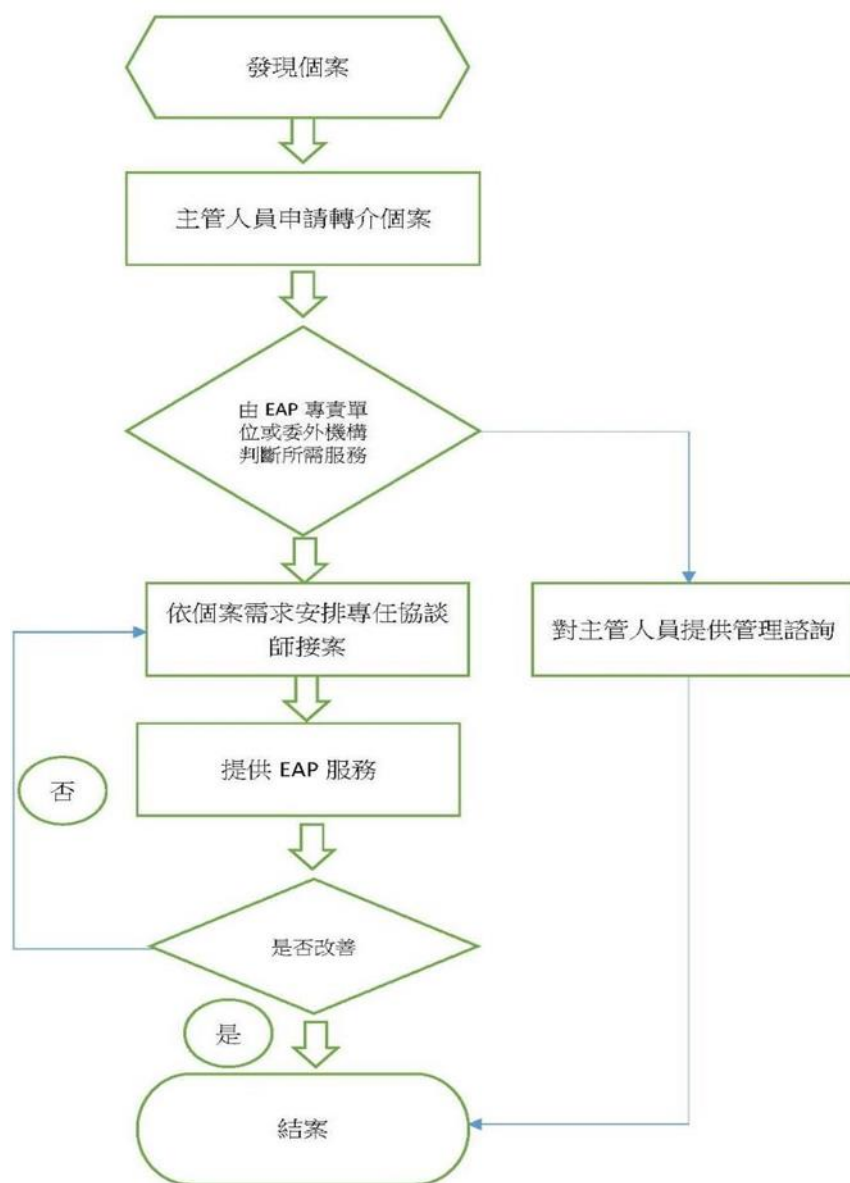 發現個案
主管人員申請轉介個案
由 EAP 專責單
位或委外機構
判斷所需服務
依個案需求安排專任協談
師接案
對主管人員提供管理諮詢
提供 EAP 服務
否
是否改善
是
結案